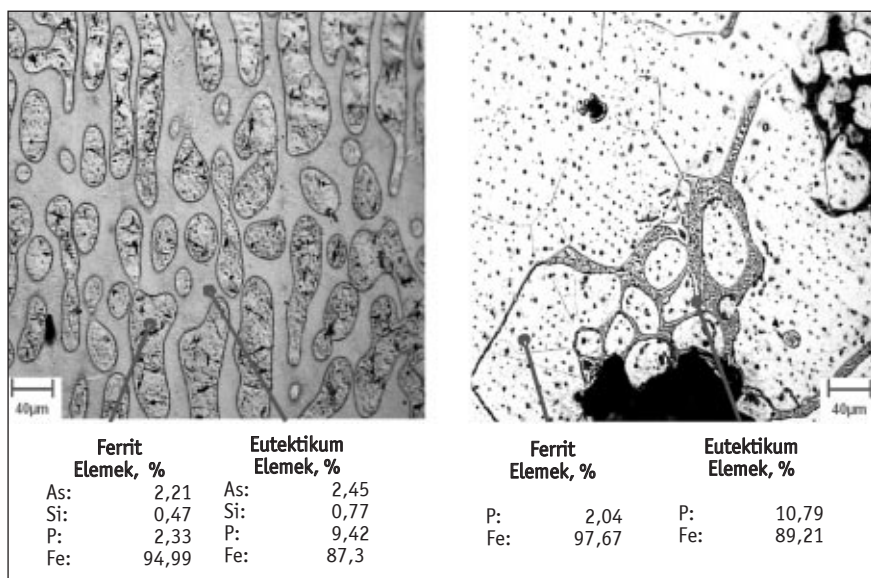 40µm
40µm
Ferrit
Elemek, %
As: 2,21
Si: 0,47
P: 2,33
Fe: 94,99
Eutektikum
Elemek, %
As: 2,45
Si: 0,77
P: 9,42
Fe: 87,3
Ferrit
Elemek, %
P: 2,04
Fe: 97,67
Eutektikum
Elemek, %
P: 10,79
Fe: 89,21